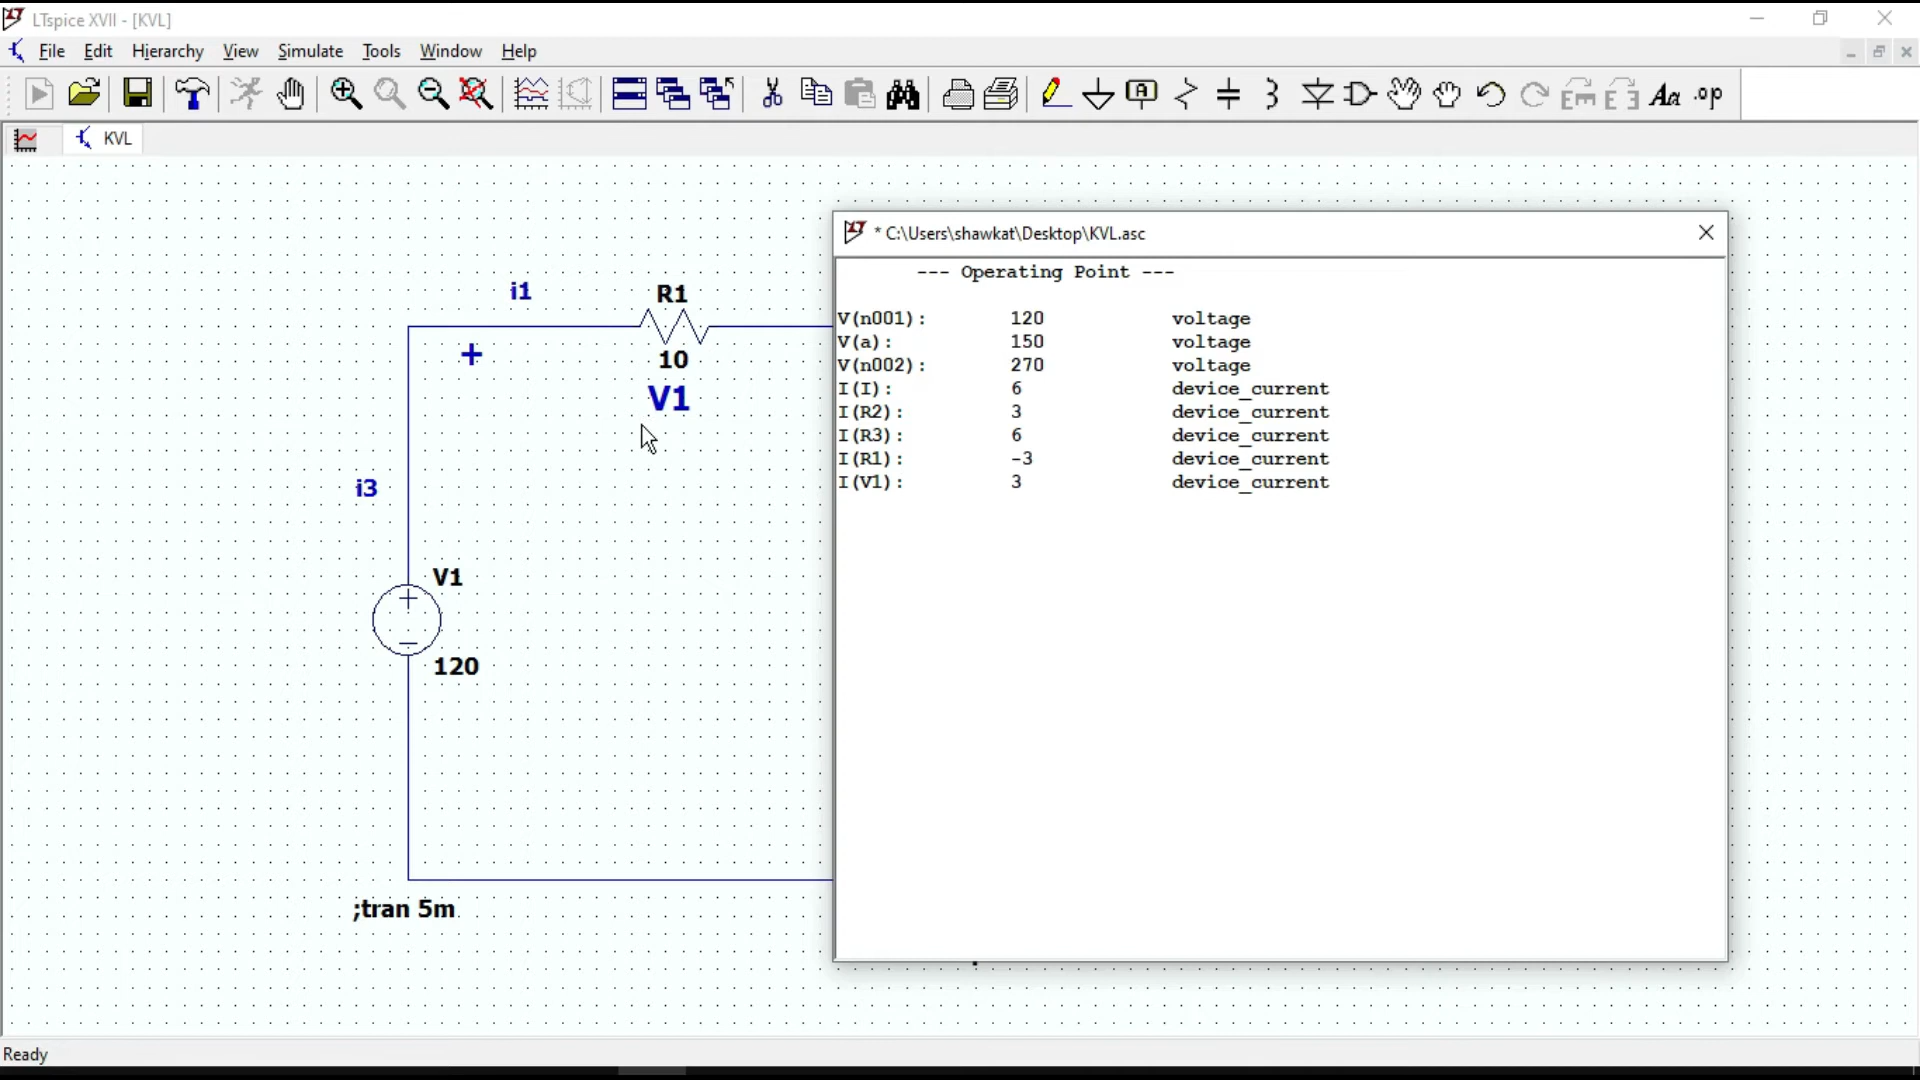 LTspice XVII - [KVL]
File Edit Hierarchy View Simulate Tools Window Help
A Aa .op
KVL
* C:\Users\shawkat\Desktop\KVL.asc
--- Operating Point ---
V(n001): 120 voltage
V(a): 150 voltage
V(n002): 270 voltage
I(I): 6 device_current
I(R2): 3 device_current
I(R3): 6 device_current
I(R1): -3 device_current
I(V1): 3 device_current
i1
R1
+
10
V1
i3
V1
120
;tran 5m
Ready